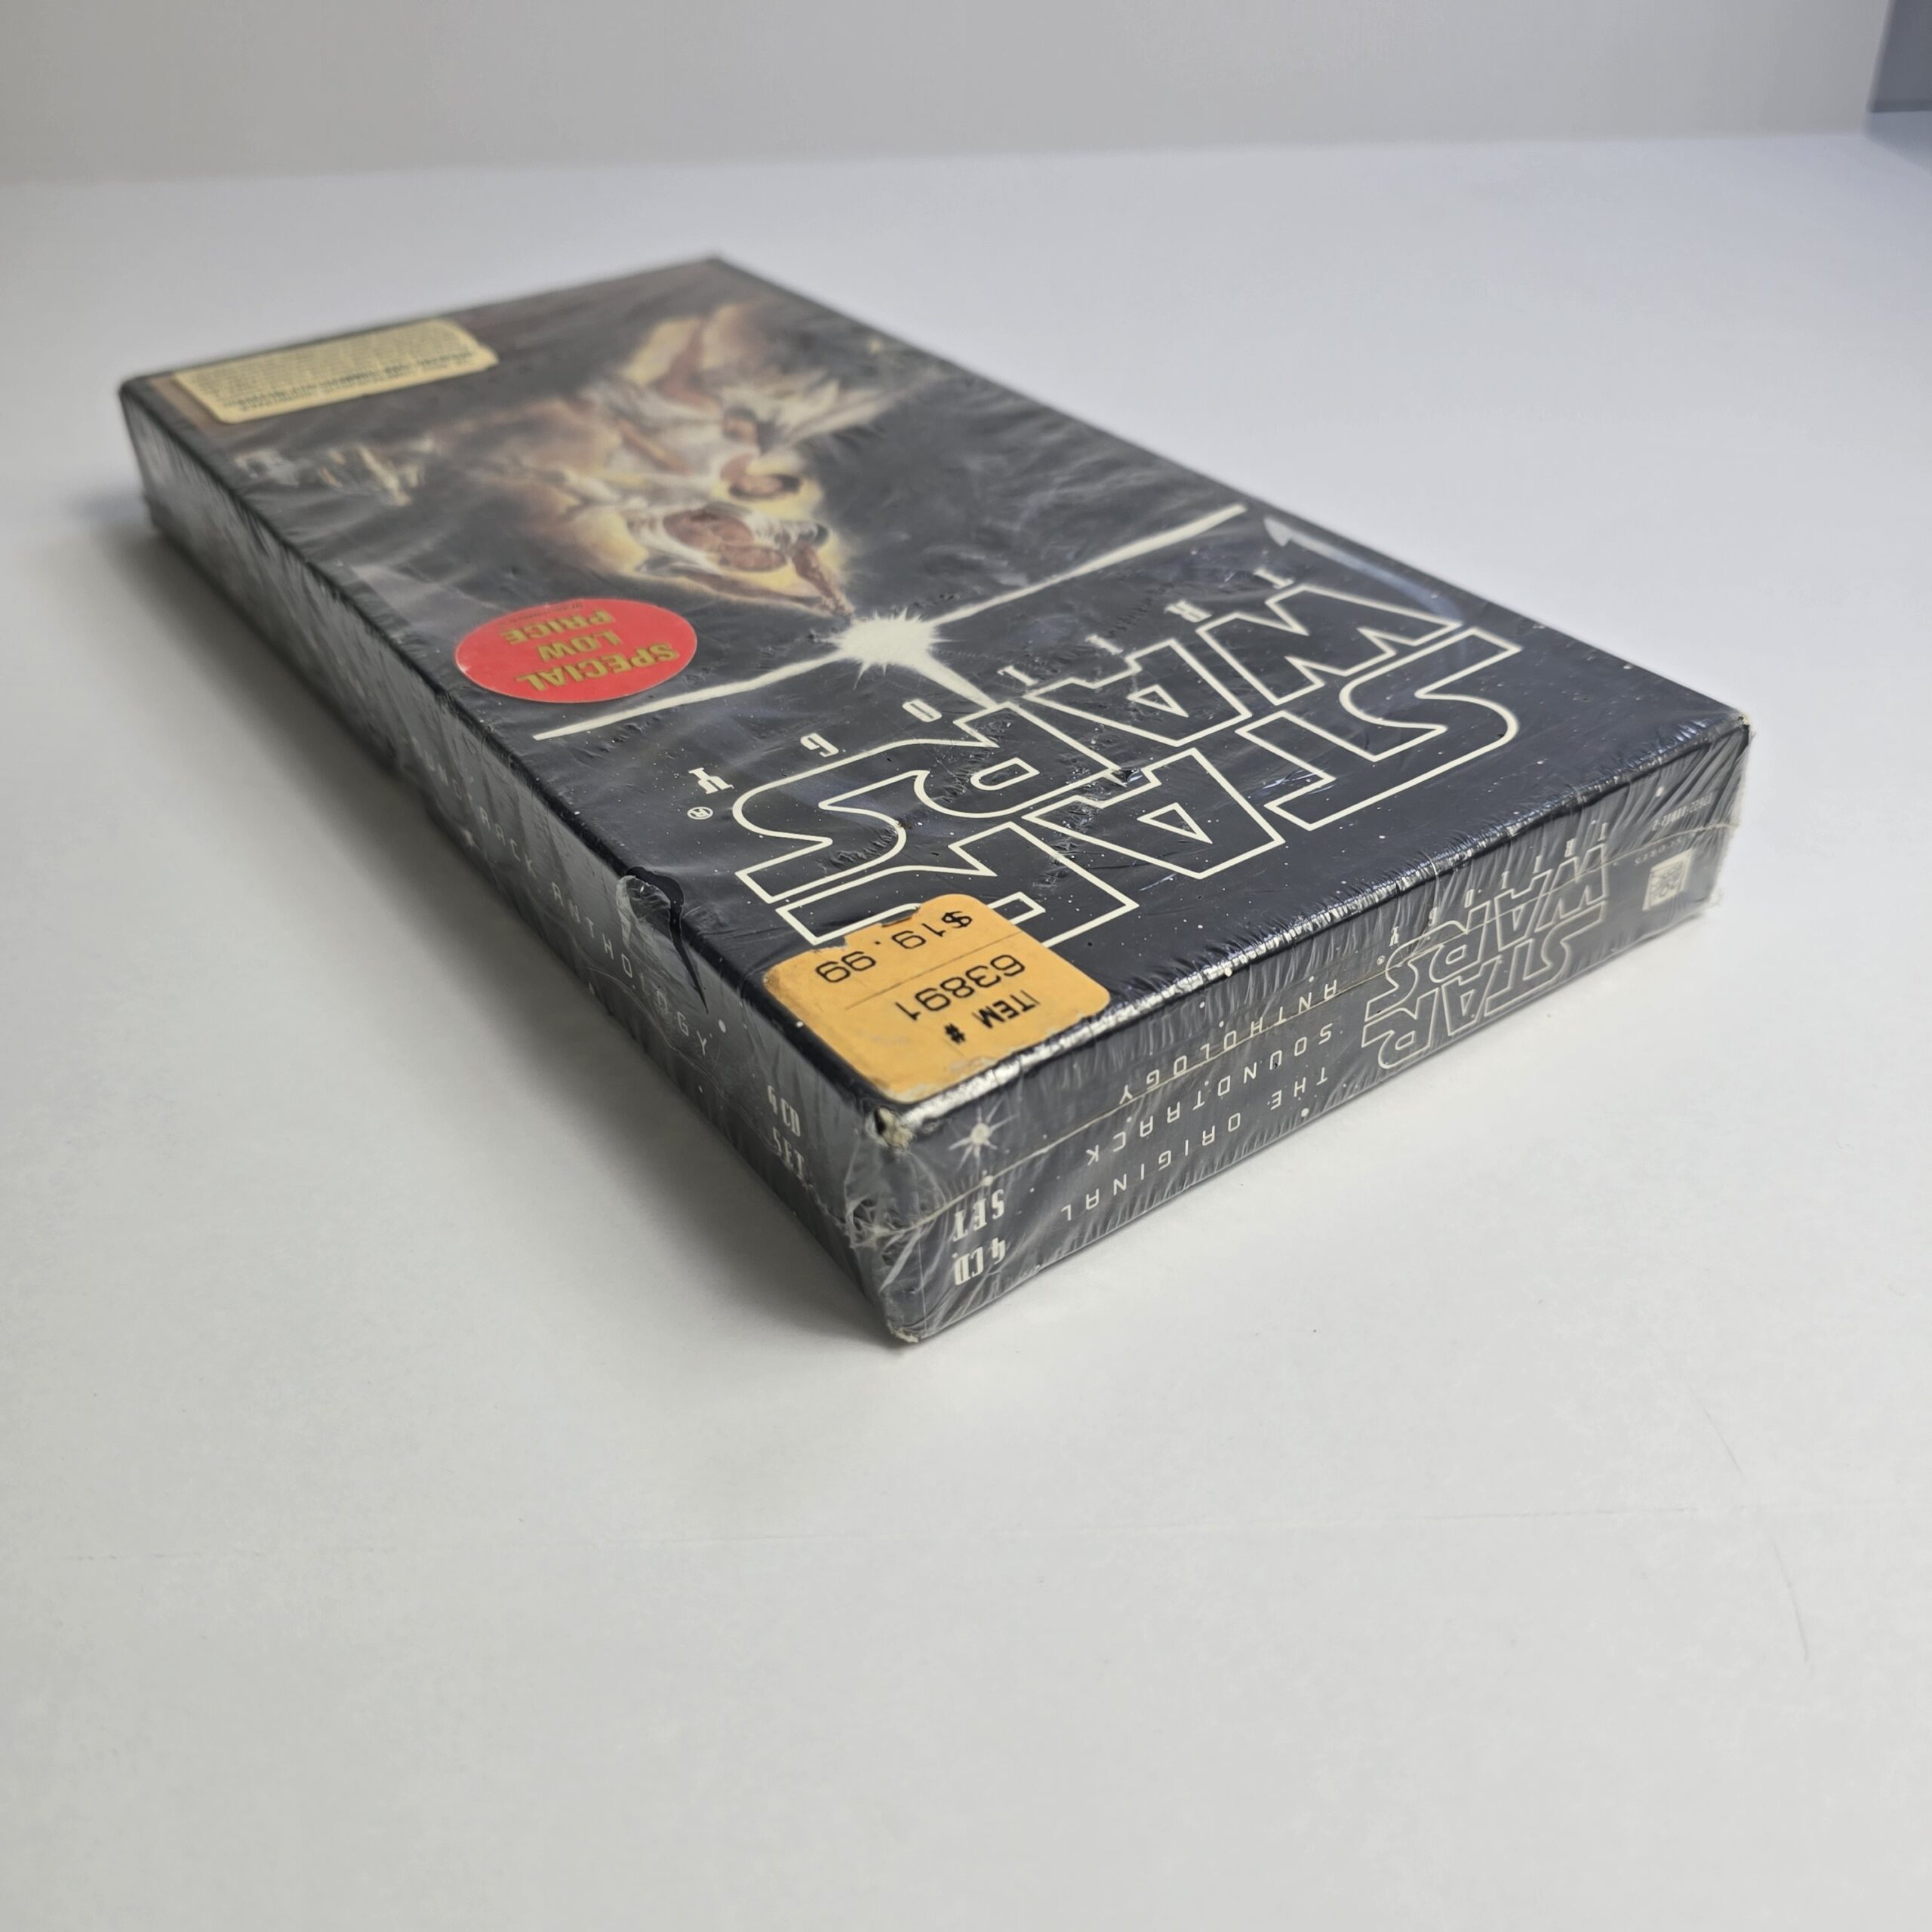 STAR
WARS
TRILOGY®
ITEM #
63891
$19.99
SPECIAL
LOW
PRICE
STAR
WARS
TRILOGY®
THE ORIGINAL
SOUNDTRACK
ANTHOLOGY
4 CD
SET
TRACK ANTHOLOGY
4 CD
SET